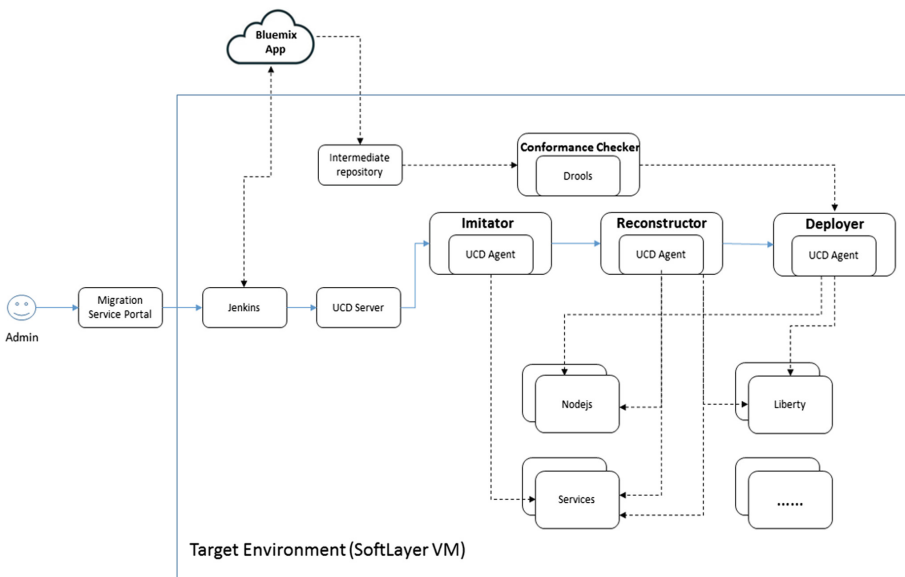 Bluemix
App
Intermediate
repository
Conformance Checker
Drools
Imitator
UCD Agent
Reconstructor
UCD Agent
Deployer
UCD Agent
Admin
Migration
Service Portal
Jenkins
UCD Server
Nodejs
Liberty
Services
......
Target Environment (SoftLayer VM)